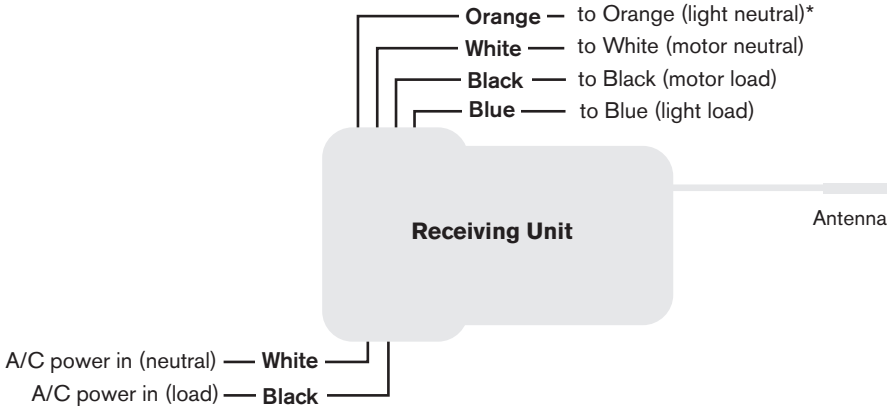 Orange to Orange (light neutral)*
White to White (motor neutral)
Black to Black (motor load)
Blue to Blue (light load)
Antenna
Receiving Unit
A/C power in (neutral) White
A/C power in (load) Black